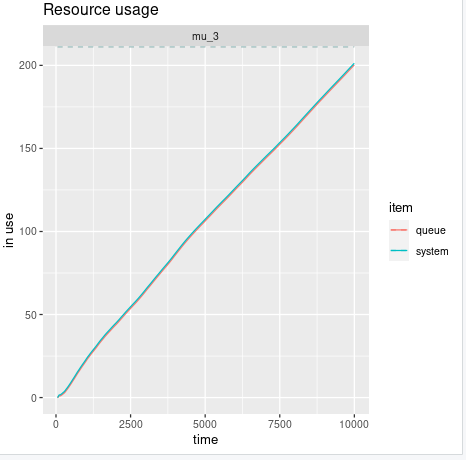 Resource usage
mu_3
200
150
100
50
0
in use
0 2500 5000 7500 10000
time
item
queue
system